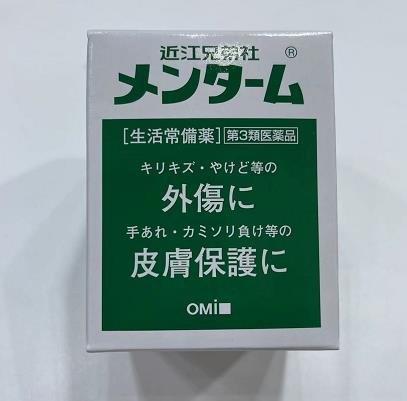 近江兄弟社
メンターム®
［生活常備薬］第3類医薬品
キリキズ・やけど等の
外傷に
手あれ・カミソリ負け等の
皮膚保護に
OMi